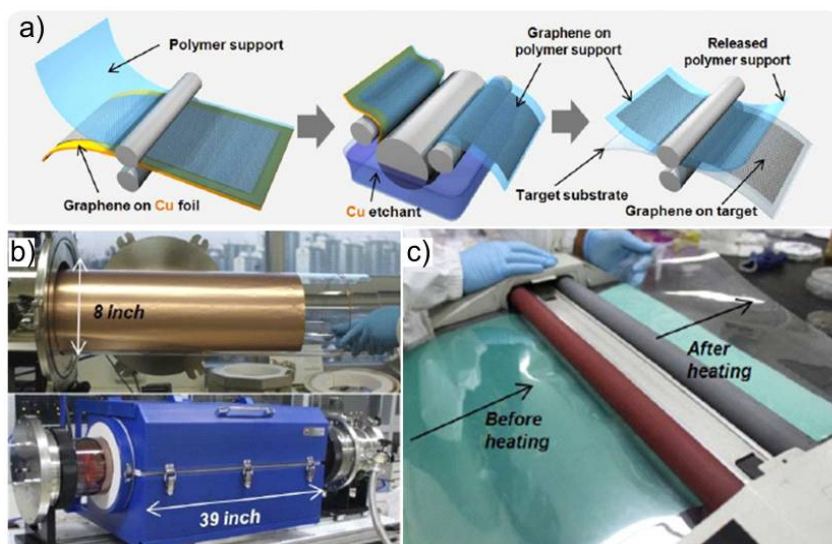 a)
Polymer support
Graphene on Cu foil
Graphene on
polymer support
Cu etchant
Released
polymer support
Target substrate
Graphene on target
b)
8 inch
39 inch
c)
Before
heating
After
heating